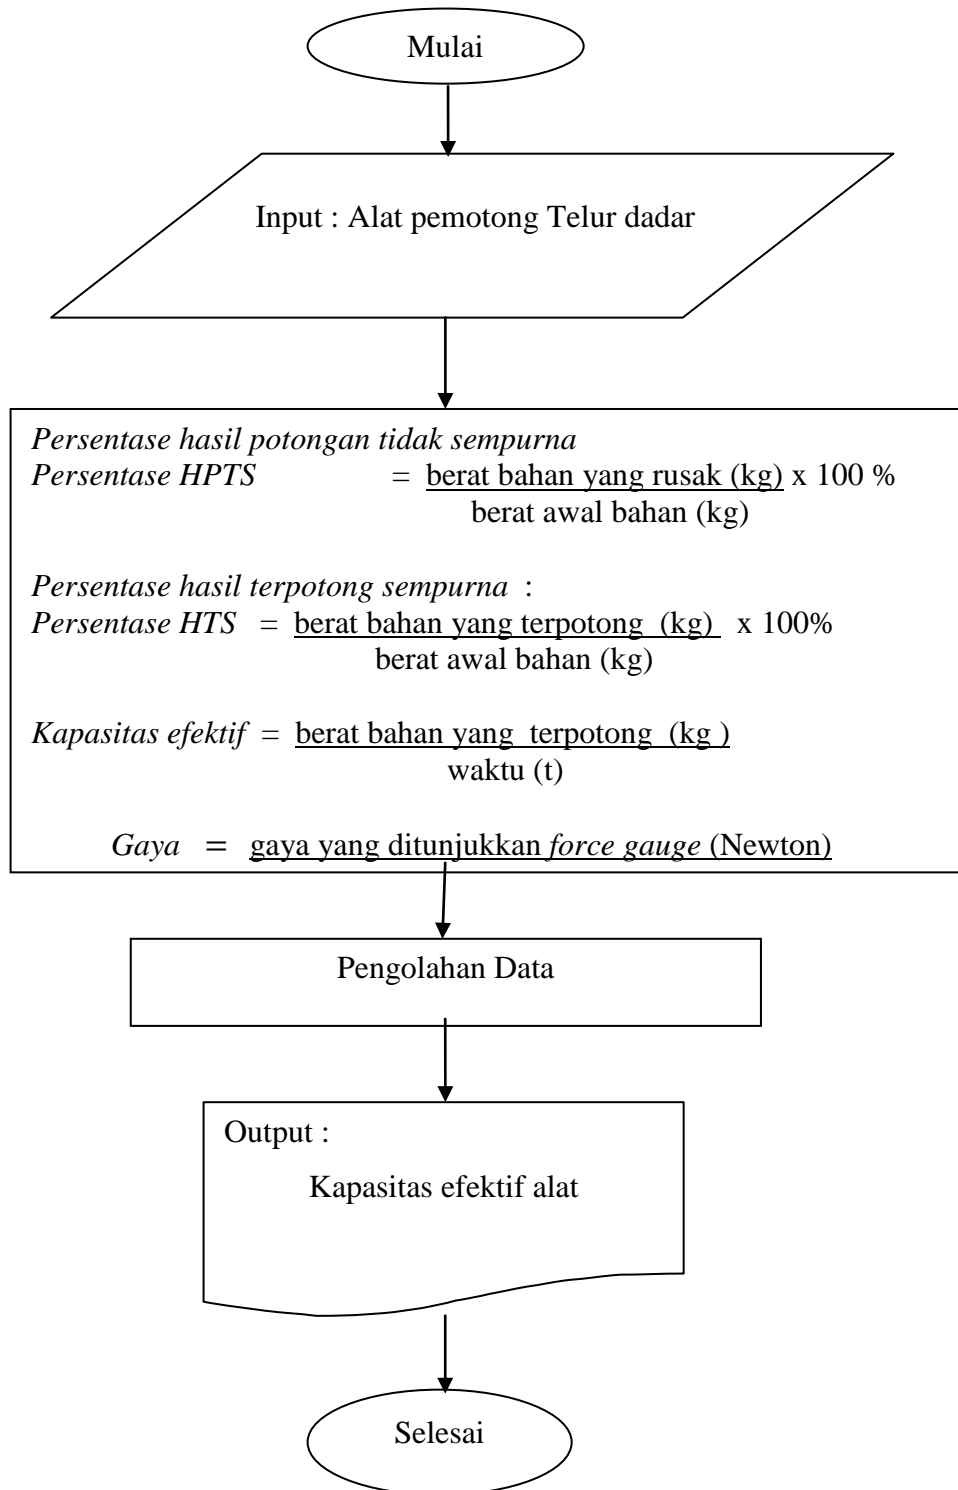 Mulai
Input : Alat pemotong Telur dadar
Persentase hasil potongan tidak sempurna
Persentase HPTS = berat bahan yang rusak (kg) x 100 %
berat awal bahan (kg)
Persentase hasil terpotong sempurna :
Persentase HTS = berat bahan yang terpotong (kg) x 100%
berat awal bahan (kg)
Kapasitas efektif = berat bahan yang terpotong (kg )
waktu (t)
Gaya = gaya yang ditunjukkan force gauge (Newton)
Pengolahan Data
Output :
Kapasitas efektif alat
Selesai